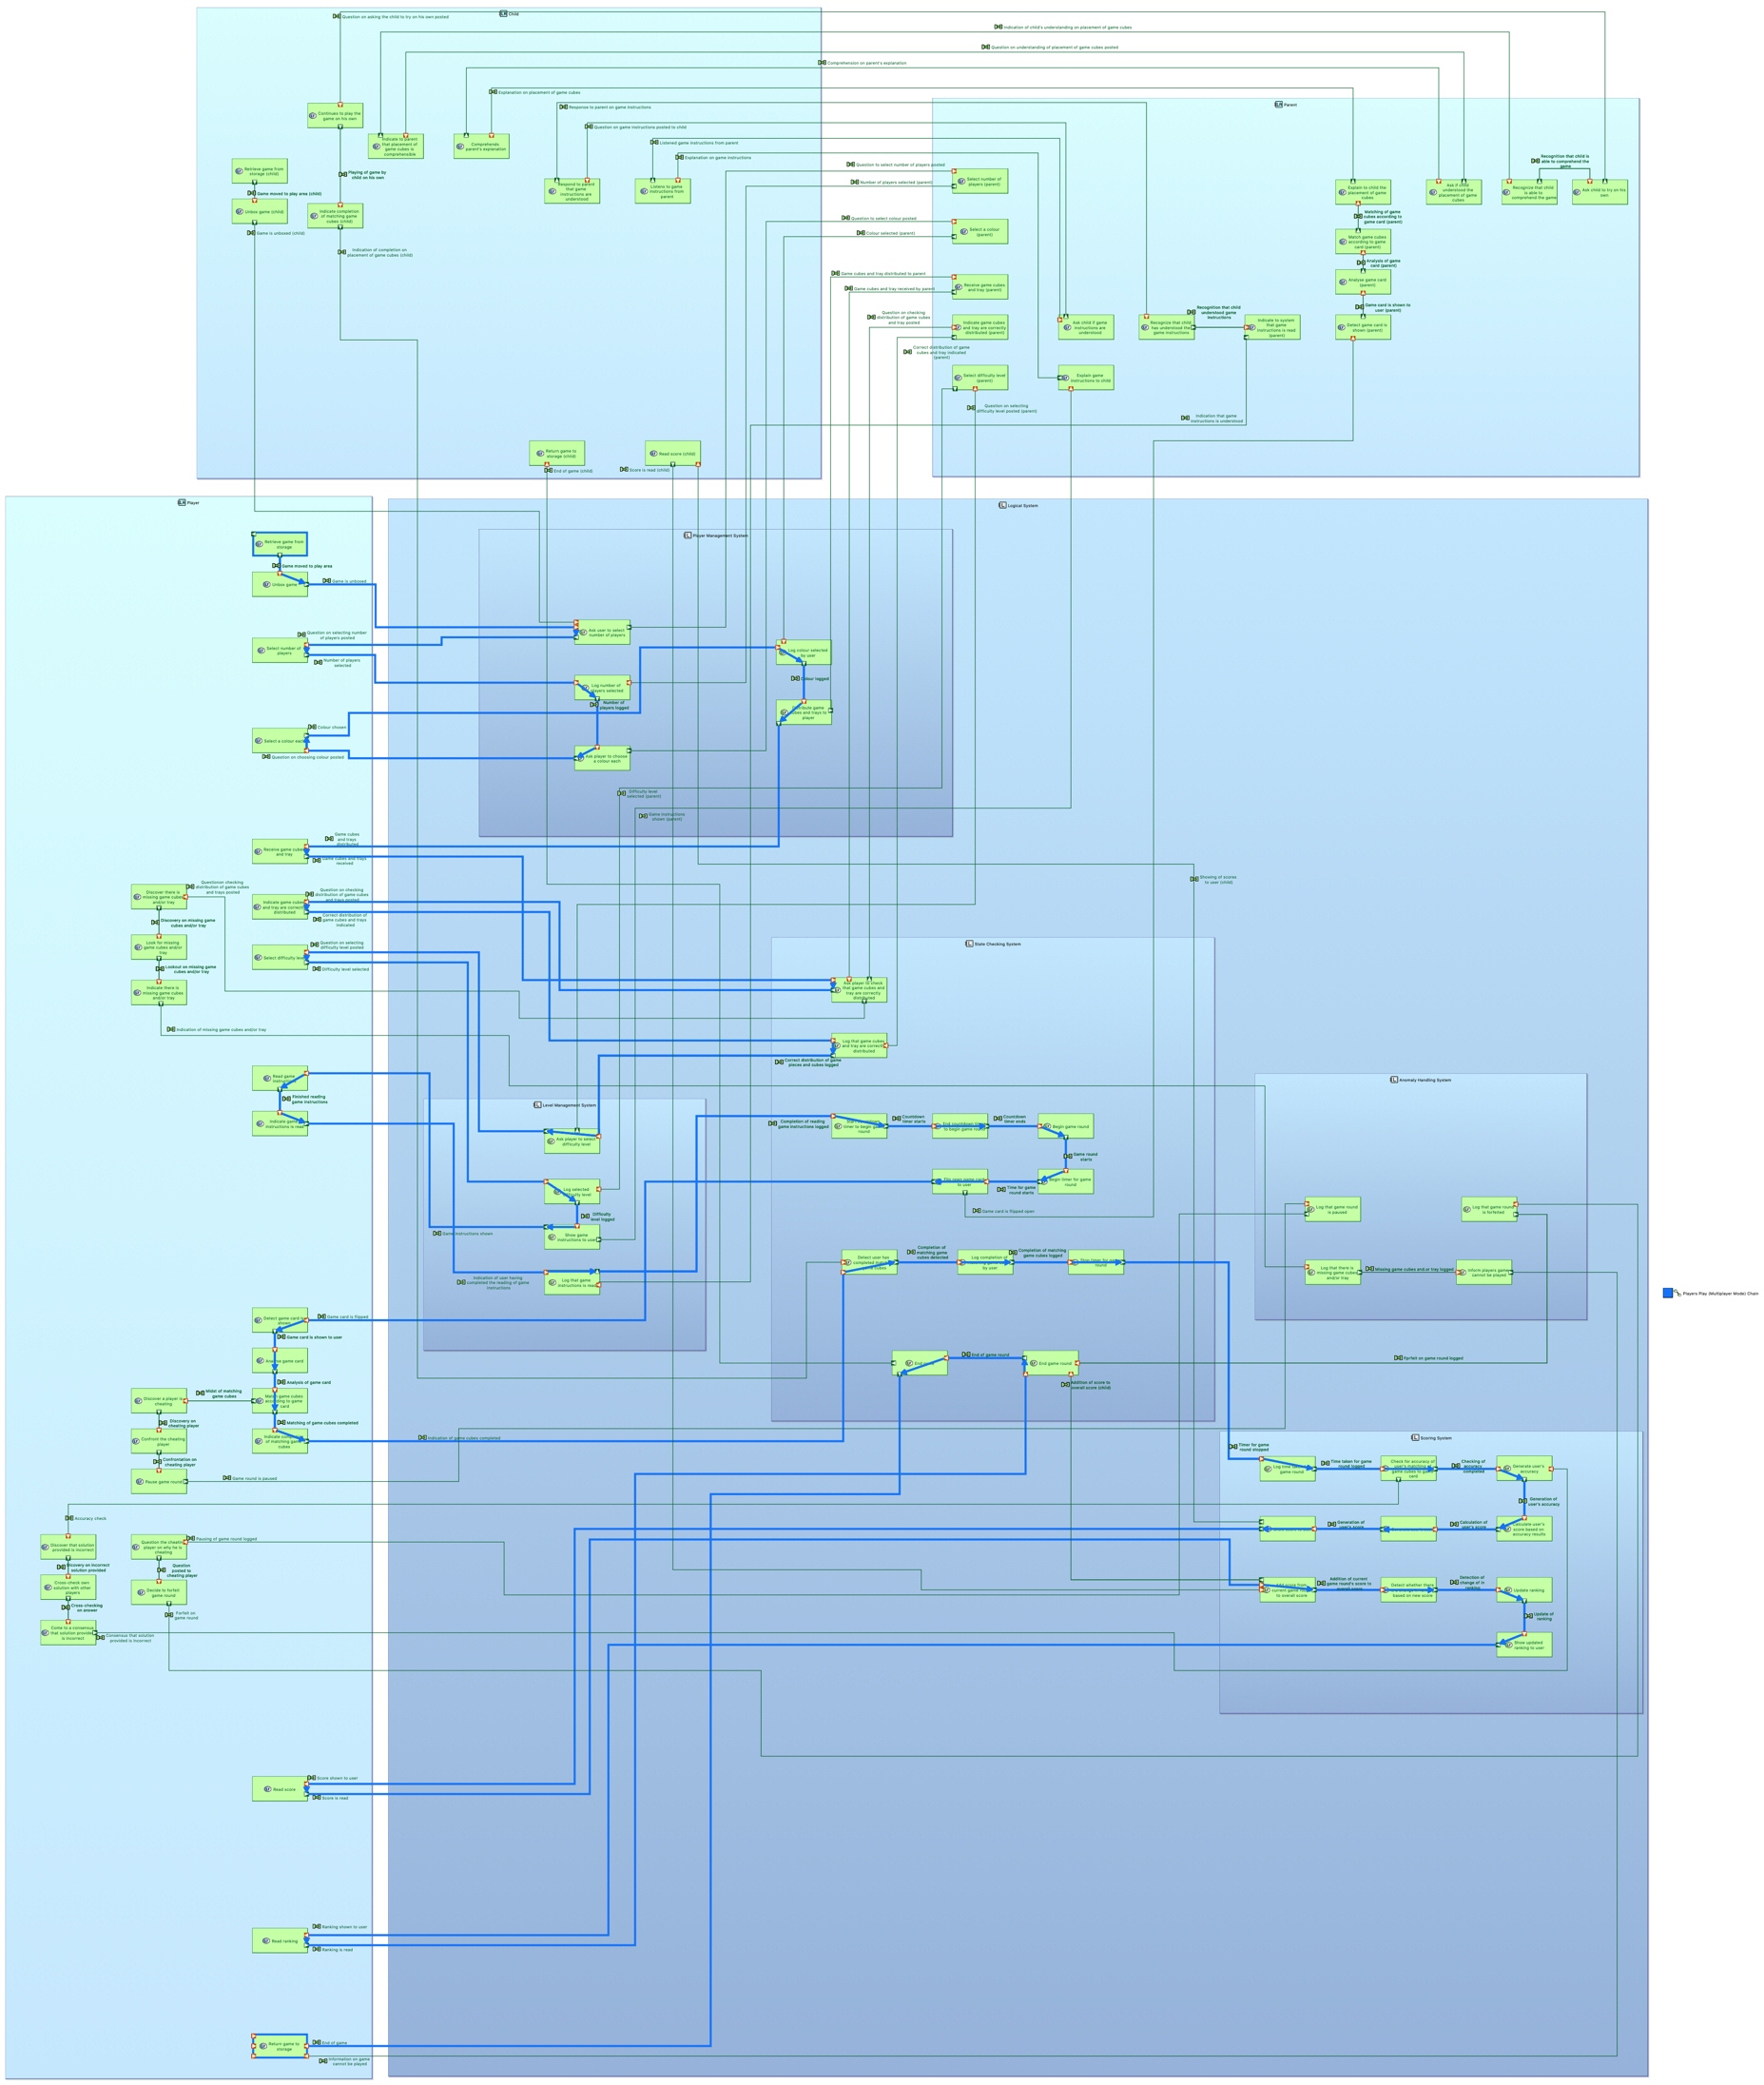 Child
Question on asking the child to try on his own posted
Indication of child's understanding on placement of game cubes
Question on understanding of placement of game cubes posted
Comprehension on parent's explanation
Explanation on placement of game cubes
Response to parent on game instructions
Question on game instructions posted to child
Listened game instructions from parent
Explanation on game instructions
Continues to play the
game on his own
Indicate to parent
that placement of
game cubes is
comprehensible
Comprehends
parent's explanation
Retrieve game from
storage (child)
Game moved to play area (child)
Unbox game (child)
Game is unboxed (child)
Playing of game by
child on his own
Indicate completion
of matching game
cubes (child)
Indication of completion on
placement of game cubes (child)
Respond to parent
that game
instructions are
understood
Listens to game
instructions from
parent
Return game to
storage (child)
End of game (child)
Read score (child)
Score is read (child)
Parent
Question to select number of players posted
Number of players selected (parent)
Select number of
players (parent)
Question to select colour posted
Colour selected (parent)
Select a colour
(parent)
Game cubes and tray distributed to parent
Game cubes and tray received by parent
Receive game cubes
and tray (parent)
Question on checking
distribution of game cubes
and tray posted
Indicate game cubes
and tray are correctly
distributed (parent)
Correct distribution of game
cubes and tray indicated
(parent)
Select difficulty level
(parent)
Question on selecting
difficulty level posted (parent)
Ask child if game
instructions are
understood
Explain game
instructions to child
Recognize that child
has understood the
game instructions
Recognition that child
understood game
instructions
Indicate to system
that game
instructions is read
(parent)
Indication that game
instructions is understood
Explain to child the
placement of game
cubes
Matching of game
cubes according to
game card (parent)
Match game cubes
according to game
card (parent)
Analysis of game
card (parent)
Analyse game card
(parent)
Game card is shown to
user (parent)
Detect game card is
shown (parent)
Ask if child
understood the
placement of game
cubes
Recognize that child
is able to
comprehend the game
Recognition that child is
able to comprehend the
game
Ask child to try on his
own
Player
Retrieve game from
storage
Game moved to play area
Unbox game
Game is unboxed
Question on selecting number
of players posted
Select number of
players
Number of players
selected
Colour chosen
Select a colour each
Question on choosing colour posted
Game cubes
and trays
distributed
Receive game cubes
and tray
Game cubes and trays
received
Discover there is
missing game cubes
and/or tray
Questionon checking
distribution of game cubes
and trays posted
Question on checking
distribution of game cubes
and trays posted
Indicate game cubes
and tray are correctly
distributed
Correct distribution of
game cubes and trays
indicated
Discovery on missing game
cubes and/or tray
Look for missing
game cubes and/or
tray
Lookout on missing game
cubes and/or tray
Indicate there is
missing game cubes
and/or tray
Indication of missing game cubes and/or tray
Question on selecting
difficulty level posted
Select difficulty level
Difficulty level selected
Read game
instructions
Finished reading
game instructions
Indicate game
instructions is read
Detect game card is
shown
Game card is flipped
Game card is shown to user
Analyse game card
Analysis of game card
Match game cubes
according to game
card
Midst of matching
game cubes
Discover a player is
cheating
Discovery on
cheating player
Confront the cheating
player
Confrontation on
cheating player
Pause game round
Game round is paused
Matching of game cubes completed
Indicate completion
of matching game
cubes
Indication of game cubes completed
Accuracy check
Discover that solution
provided is incorrect
Discovery on incorrect
solution provided
Cross-check own
solution with other
players
Cross-checking
on answer
Come to a consensus
that solution provided
is incorrect
Consensus that solution
provided is incorrect
Question the cheating
player on why he is
cheating
Pausing of game round logged
Question
posted to
cheating player
Decide to forfeit
game round
Forfeit on
game round
Score shown to user
Read score
Score is read
Ranking shown to user
Read ranking
Ranking is read
Return game to
storage
End of game
Information on game
cannot be played
Logical System
Player Management System
Ask user to select
number of players
Log number of
players selected
Number of
players logged
Ask player to choose
a colour each
Log colour selected
by user
Colour logged
Distribute game
cubes and trays to
player
Difficulty level
selected (parent)
Game instructions
shown (parent)
Showing of scores
to user (child)
State Checking System
Ask player to check
that game cubes and
tray are correctly
distributed
Log that game cubes
and tray are correctly
distributed
Correct distribution of game
pieces and cubes logged
Completion of reading
game instructions logged
timer to begin game
round
Countdown
timer starts
End countdown timer
to begin game round
Countdown
timer ends
Begin game round
Game round
starts
Begin timer for game
round
Time for game
round starts
to user
Game card is flipped open
Detect user has
Completion of
matching game
cubes detected
Log completion of
by user
Completion of matching
game cubes logged
round
End of game round
End game round
Addition of score to
overall score (child)
Level Management System
Ask player to select
difficulty level
Log selected
difficulty level
Difficulty
level logged
Show game
instructions to user
Game instructions shown
Log that game
instructions is read
Indication of user having
completed the reading of game
instructions
Anomaly Handling System
Log that game round
is paused
Log that game round
is forfeited
Log that there is
missing game cubes
and/or tray
Missing game cubes and.or tray logged
Inform players game
cannot be played
Forfeit on game round logged
Scoring System
Timer for game
round stopped
Time taken for game
round logged
Check for accuracy of
user's matching of
game cubes to game
card
Checking of
accuracy
completed
Generate user's
accuracy
Generation of
user's accuracy
Calculate user's
score based on
accuracy results
Calculation of
user's score
Generation of
user's score
current game round
to overall score
Addition of current
game round's score to
Detect whether there
based on new score
Detection of
change of in
ranking
Update ranking
Update of
ranking
Show updated
ranking to user
Players Play (Multiplayer Mode) Chain